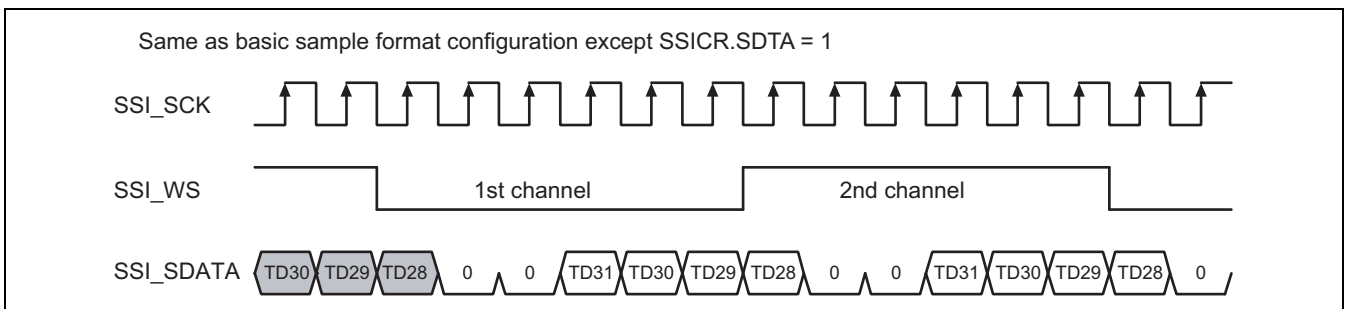 Same as basic sample format configuration except SSICR.SDTA = 1
SSI_SCK
SSI_WS 1st channel 2nd channel
SSI_SDATA TD30 TD29 TD28 0 0 TD31 TD30 TD29 TD28 0 0 TD31 TD30 TD29 TD28 0